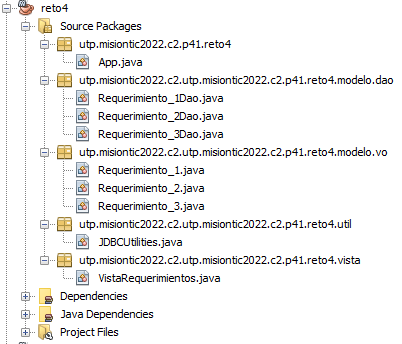 reto4
Source Packages
utp.misiontic2022.c2.p41.reto4
App.java
utp.misiontic2022.c2.utp.misiontic2022.c2.p41.reto4.modelo.dao
Requerimiento_1Dao.java
Requerimiento_2Dao.java
Requerimiento_3Dao.java
utp.misiontic2022.c2.utp.misiontic2022.c2.p41.reto4.modelo.vo
Requerimiento_1.java
Requerimiento_2.java
Requerimiento_3.java
utp.misiontic2022.c2.utp.misiontic2022.c2.p41.reto4.util
JDBCUtilities.java
utp.misiontic2022.c2.utp.misiontic2022.c2.p41.reto4.vista
VistaRequerimientos.java
Dependencies
Java Dependencies
Project Files